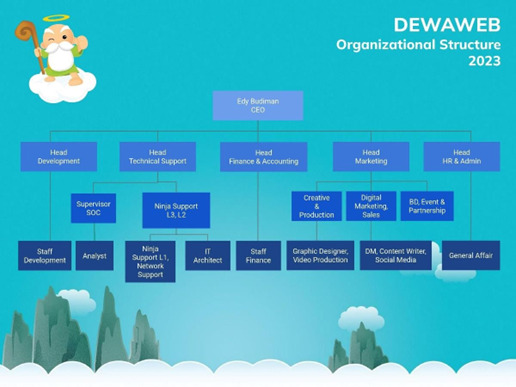 DEWAWEB
Organizational Structure
2023
Edy Budiman
CEO
Head
Development
Head
Technical Support
Head
Finance & Accounting
Head
Marketing
Head
HR & Admin
Supervisor
SOC
Ninja Support
L3, L2
Creative
&
Production
Digital
Marketing,
Sales
BD, Event &
Partnership
Staff
Development
Analyst
Ninja
Support L1,
Network
Support
IT
Architect
Staff
Finance
Graphic Designer,
Video Production
DM, Content Writer,
Social Media
General Affair